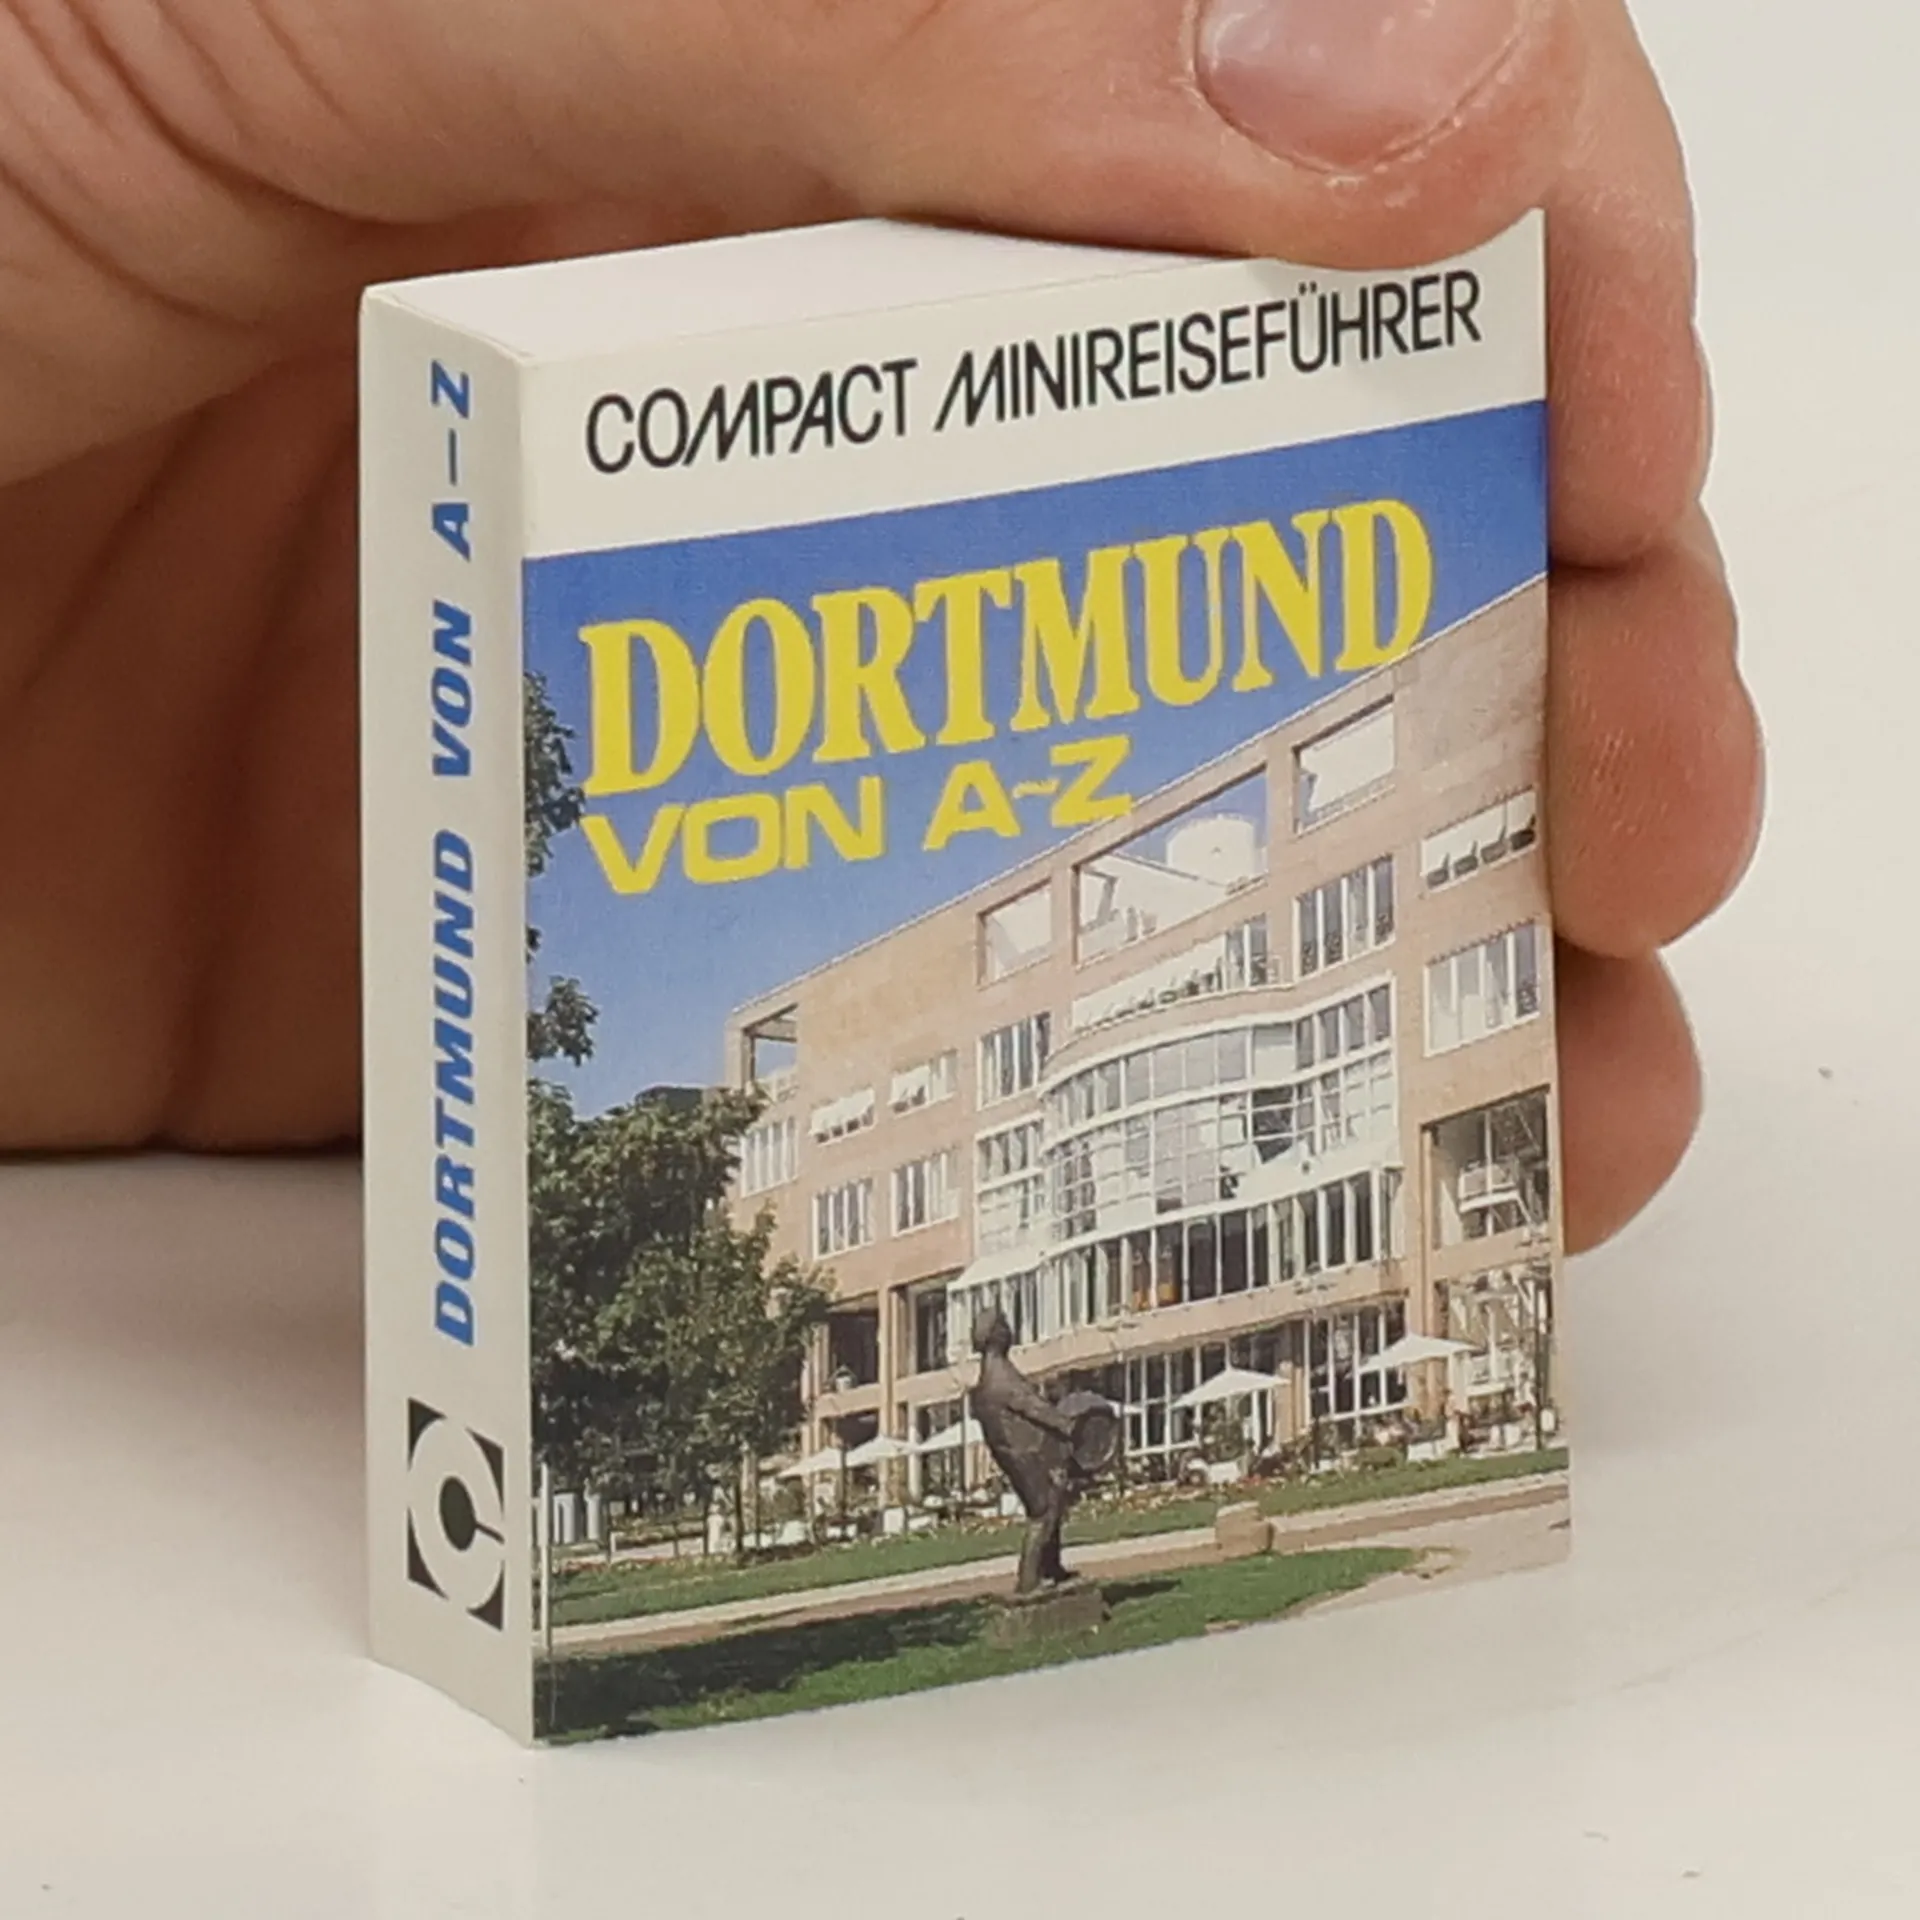 COMPACT MINIREISEFÜHRER
DORTMUND
VON A-Z
DORTMUND VON A-Z
C